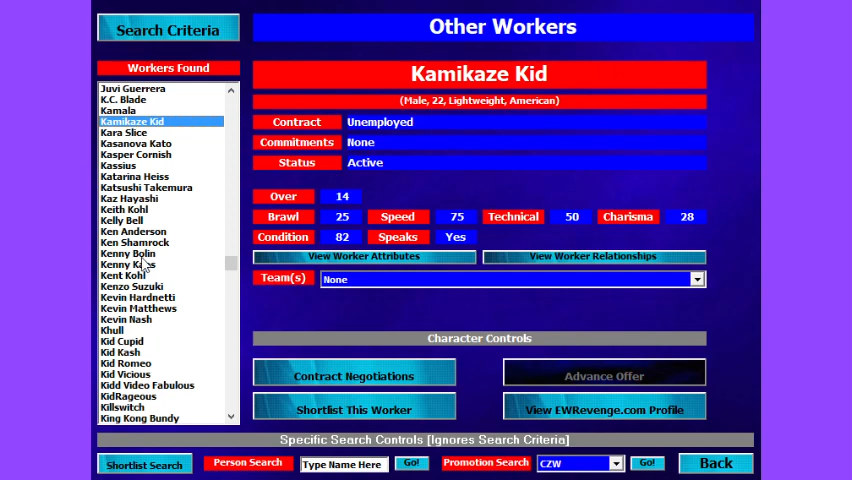 Search Criteria
Other Workers
Workers Found
Juvi Guerrera
K.C. Blade
Kamala
Kamikaze Kid
Kara Slice
Kasanova Kato
Kasper Cornish
Kassius
Katarina Heiss
Katsushi Takemura
Kaz Hayashi
Keith Kohl
Kelly Bell
Ken Anderson
Ken Shamrock
Kenny Bolin
Kenny
Kent Kohl
Kenzo Suzuki
Kevin Hardnetti
Kevin Matthews
Kevin Nash
Khull
Kid Cupid
Kid Kash
Kid Romeo
Kid Vicious
Kidd Video Fabulous
KidRageous
Killswitch
King Kong Bundy
Kamikaze Kid
(Male, 22, Lightweight, American)
Contract Unemployed
Commitments None
Status Active
Over 14
Brawl 25 Speed 75 Technical 50 Charisma 28
Condition 82 Speaks Yes
View Worker Attributes View Worker Relationships
Team(s) None
Character Controls
Contract Negotiations Advance Offer
Shortlist This Worker View EWRevenge.com Profile
Specific Search Controls [Ignores Search Criteria]
Shortlist Search Person Search Type Name Here Go! Promotion Search CZW Go! Back